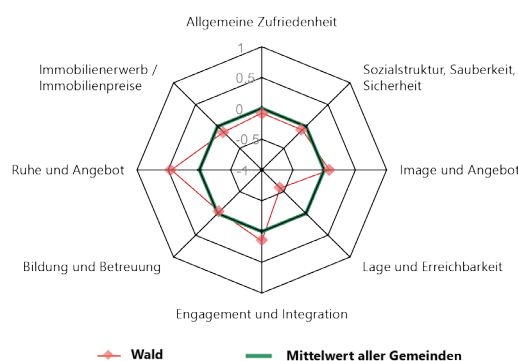 Allgemeine Zufriedenheit
1
0,5
0
-0,5
-1
Immobilienerwerb /
Immobilienpreise
Sozialstruktur, Sauberkeit,
Sicherheit
Ruhe und Angebot
Image und Angebot
Bildung und Betreuung
Lage und Erreichbarkeit
Engagement und Integration
Wald
Mittelwert aller Gemeinden